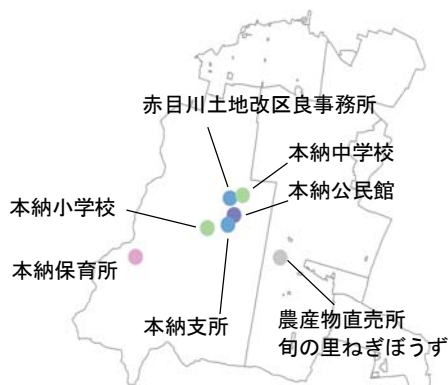 赤目川土地改区良事務所
本納中学校
本納公民館
本納小学校
本納保育所
本納支所
農産物直売所
旬の里ねぎぼうず